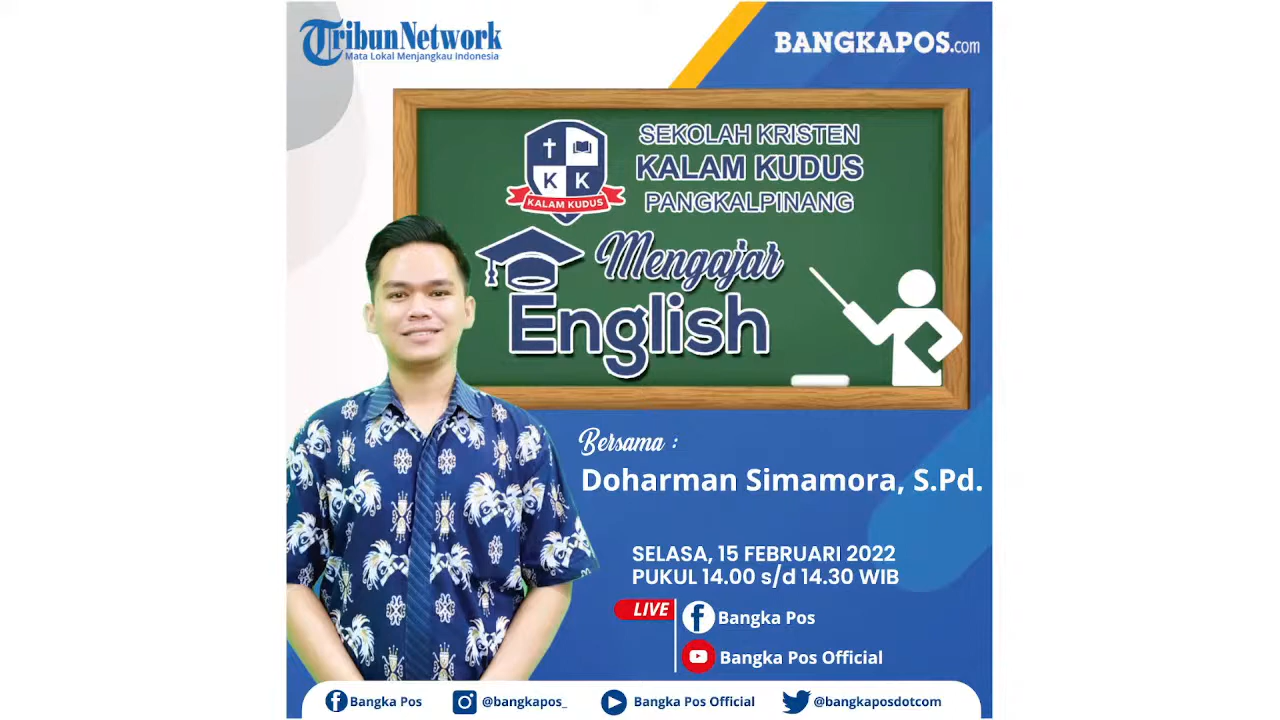 TribunNetwork
Mata Lokal Menjangkau Indonesia
BANGKAPOS.com
SEKOLAH KRISTEN
KALAM KUDUS
PANGKALPINANG
K K
KALAM KUDUS
Mengajar
English
Bersama :
Doharman Simamora, S.Pd.
SELASA, 15 FEBRUARI 2022
PUKUL 14.00 s/d 14.30 WIB
LIVE
Bangka Pos
Bangka Pos Official
Bangka Pos @bangkapos_ Bangka Pos Official @bangkaposdotcom